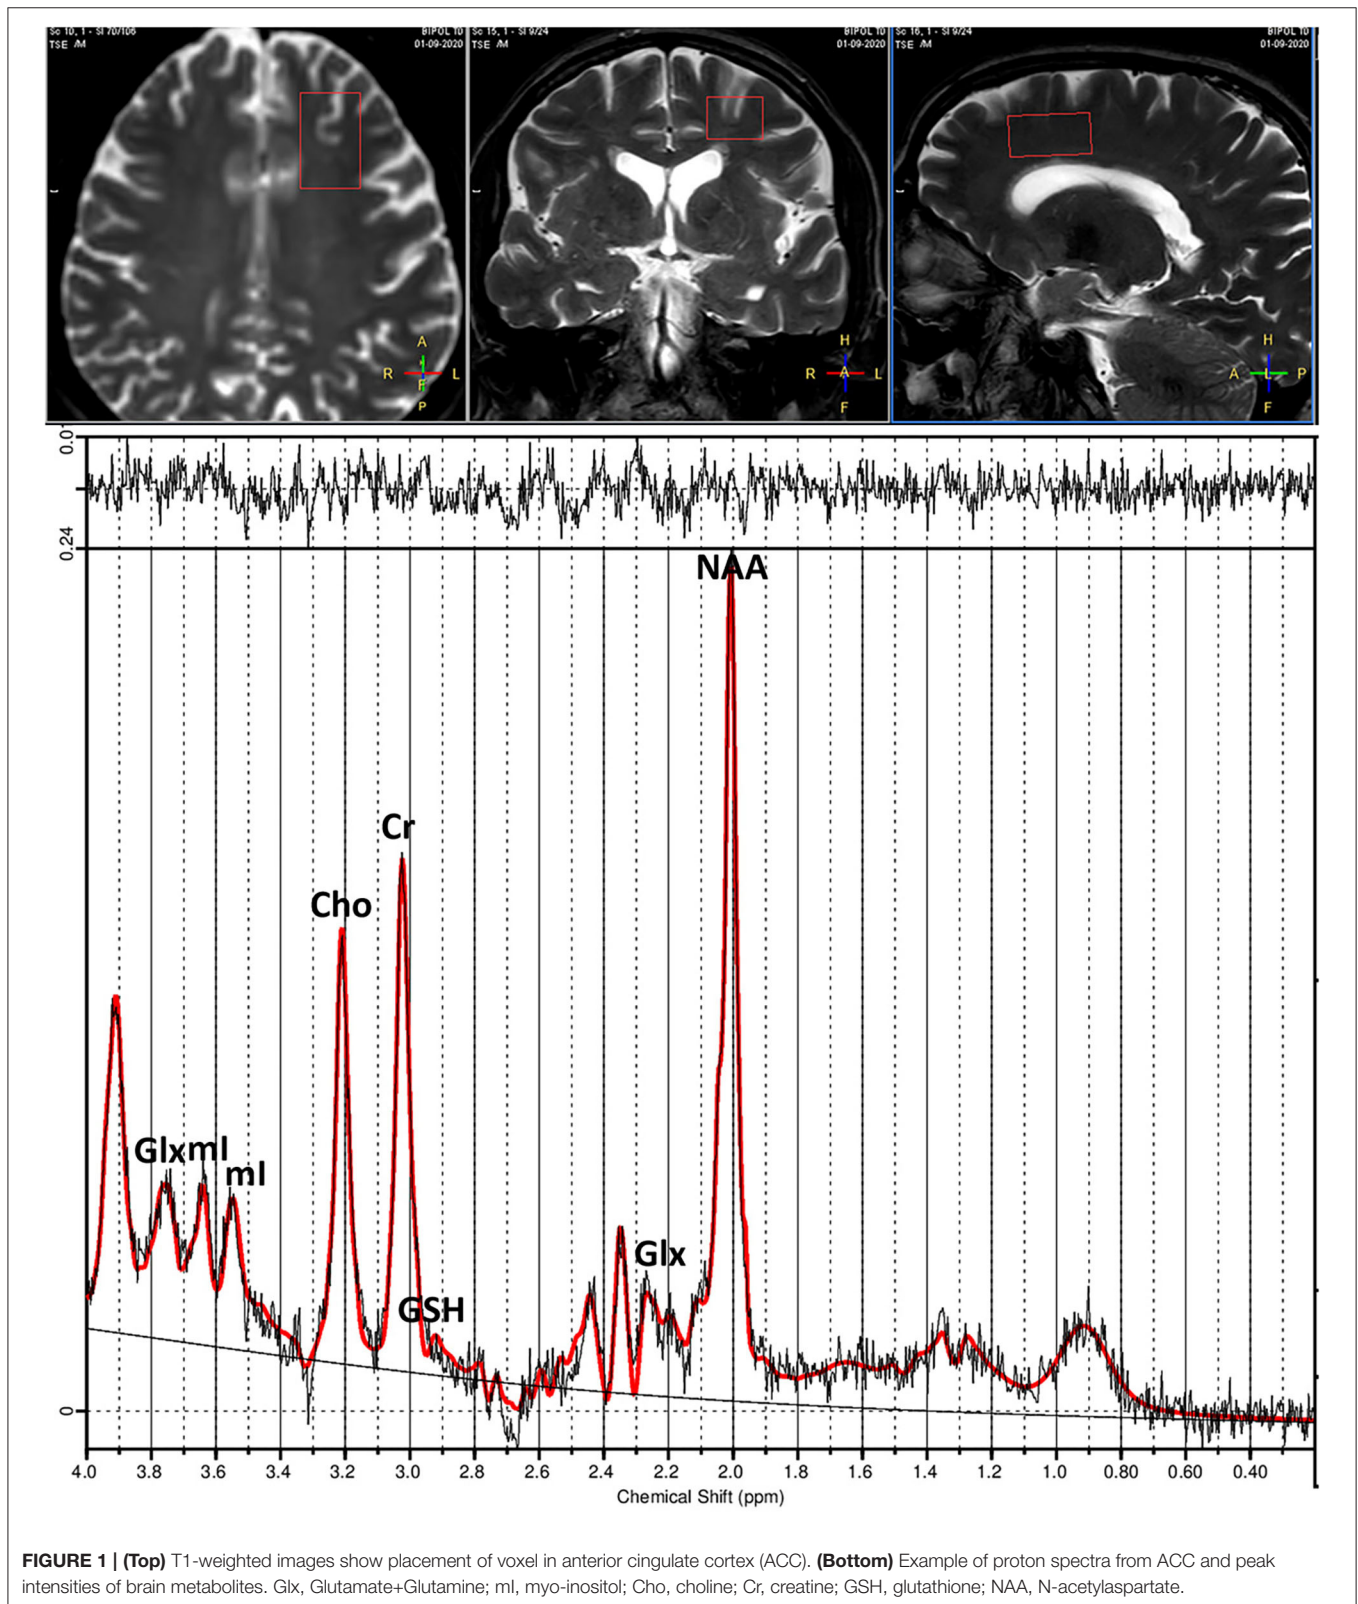 Sc 10, 1 - SI 70/106
TSE /M
BIPOL TD
01-09-2020
A
R
L
F
P
Sc 15, 1 - SI 9/24
TSE /M
BIPOL TD
01-09-2020
H
R
A
L
F
Sc 16, 1 - SI 9/24
TSE /M
BIPOL TD
01-09-2020
H
A
L
P
F
0.0
0.24
NAA
Cr
Cho
GlxmI
mI
GSH
Glx
0
4.0 3.8 3.6 3.4 3.2 3.0 2.8 2.6 2.4 2.2 2.0 1.8 1.6 1.4 1.2 1.0 0.80 0.60 0.40
Chemical Shift (ppm)
FIGURE 1 | (Top) T1-weighted images show placement of voxel in anterior cingulate cortex (ACC). (Bottom) Example of proton spectra from ACC and peak
intensities of brain metabolites. Glx, Glutamate+Glutamine; mI, myo-inositol; Cho, choline; Cr, creatine; GSH, glutathione; NAA, N-acetylaspartate.